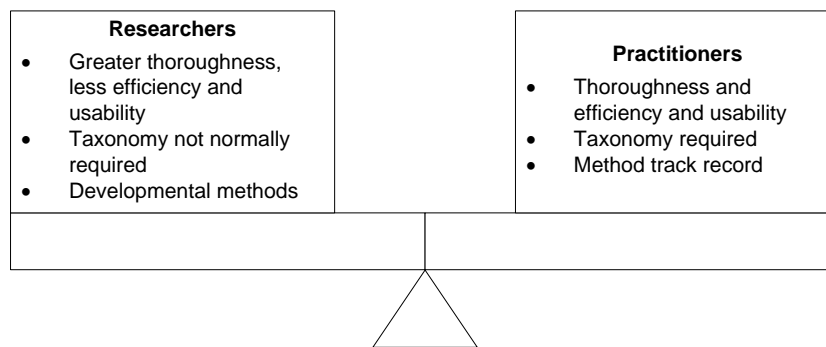 Researchers
• Greater thoroughness,
less efficiency and
usability
• Taxonomy not normally
required
• Developmental methods
Practitioners
• Thoroughness and
efficiency and usability
• Taxonomy required
• Method track record